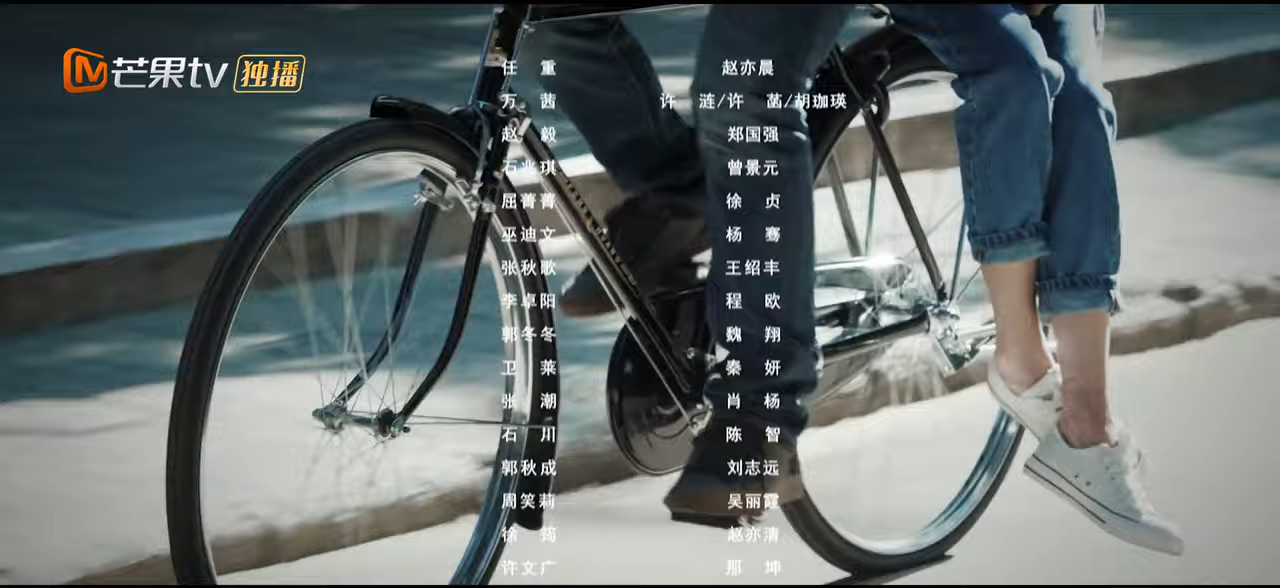 芒果tv 独播
任 重 赵亦晨
万 茜 许 涟/许 菡/胡珈瑛
赵 毅 郑国强
石兆琪 曾景元
屈菁菁 徐 贞
巫迪文 杨 骞
张秋歌 王绍丰
李卓阳 程 欧
郭冬冬 魏 翔
卫 莱 秦 妍
张 潮 肖 杨
石 川 陈 智
郭秋成 刘志远
周笑莉 吴丽霞
徐 筠 赵亦清
许文广 那 坤